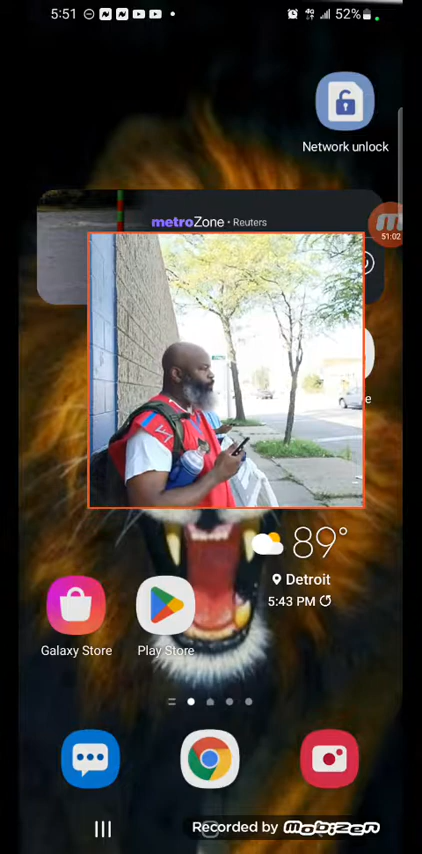 5:51
4G
52%
Network unlock
metroZone • Reuters
51:02
e
89°
Detroit
5:43 PM
Galaxy Store
Play Store
Recorded by Mobizen